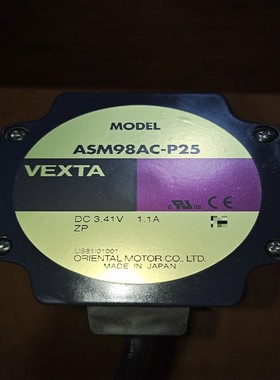 MODEL
ASM98AC-P25
VEXTA
DC 3.41V 1.1A
ZP
ORIENTAL MOTOR CO., LTD.
MADE IN JAPAN